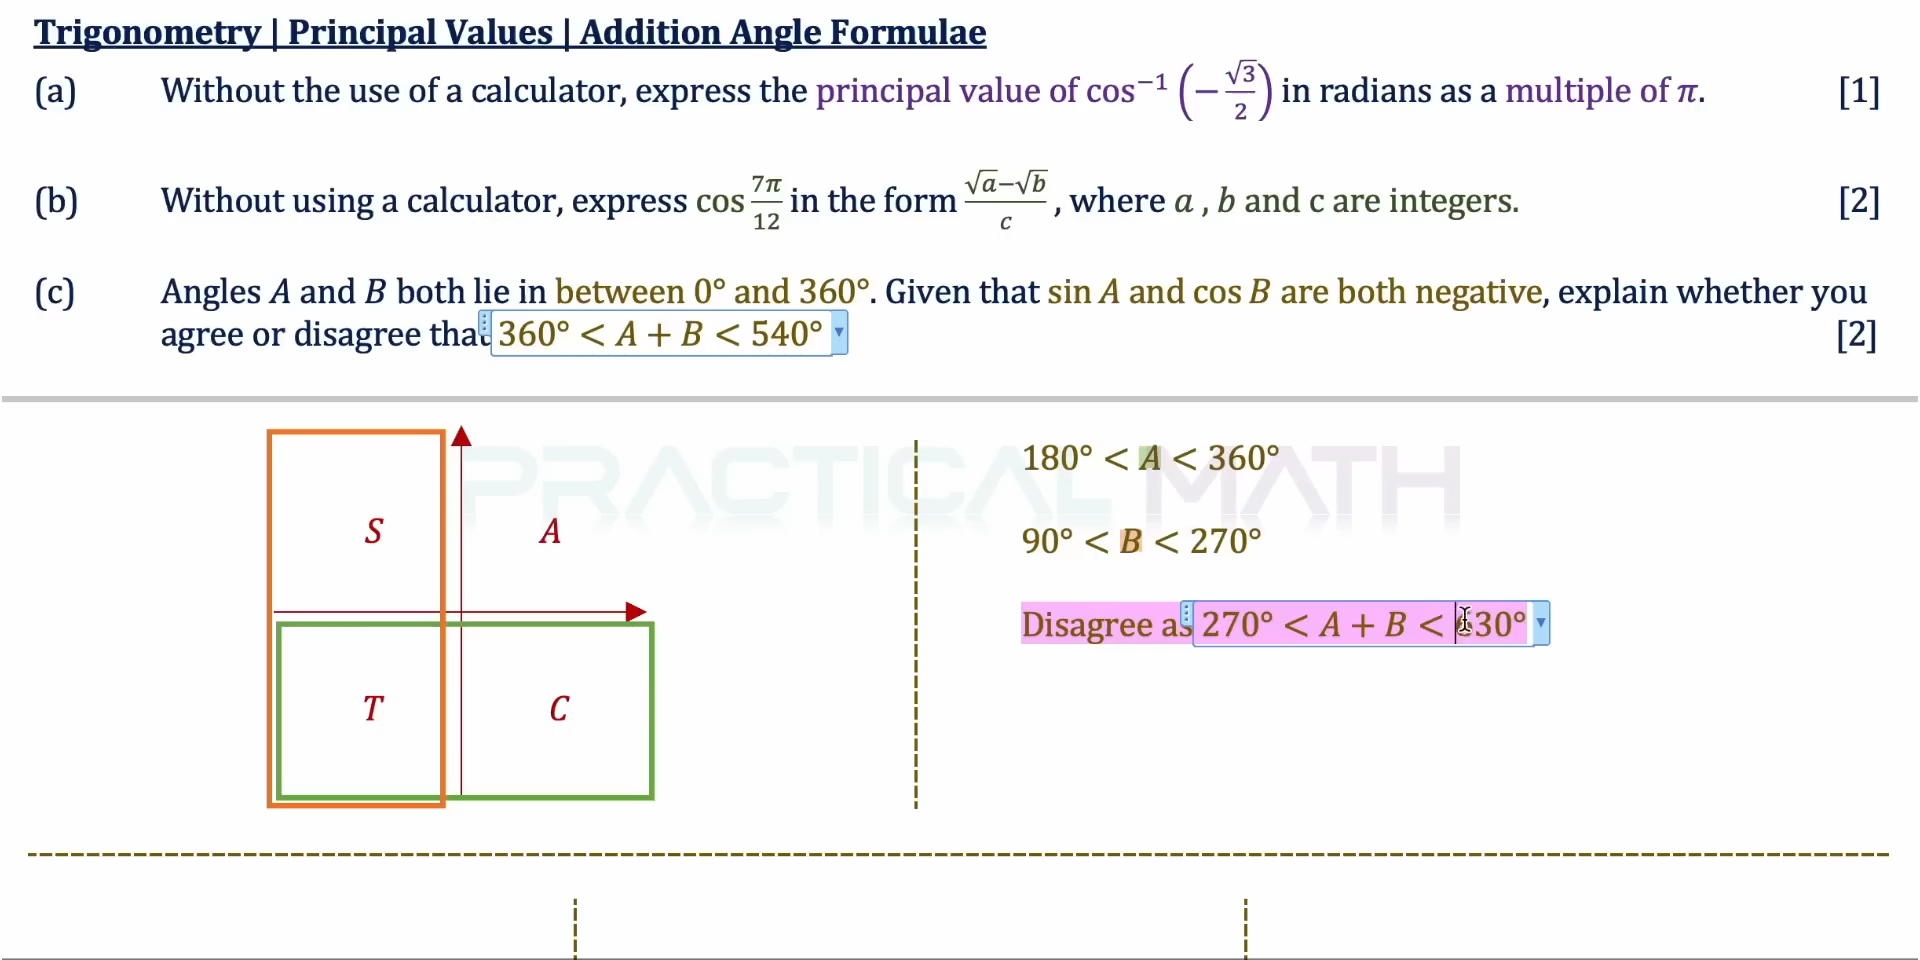 Trigonometry | Principal Values | Addition Angle Formulae
(a) Without the use of a calculator, express the principal value of cos⁻¹ (−√3/2) in radians as a multiple of π. [1]
(b) Without using a calculator, express cos 7π/12 in the form (√a−√b)/c , where a , b and c are integers. [2]
(c) Angles A and B both lie in between 0° and 360°. Given that sin A and cos B are both negative, explain whether you
agree or disagree that 360° < A + B < 540° [2]
PRACTICAL MATH
180° < A < 360°
S A
90° < B < 270°
Disagree as 270° < A + B < 630°
T C